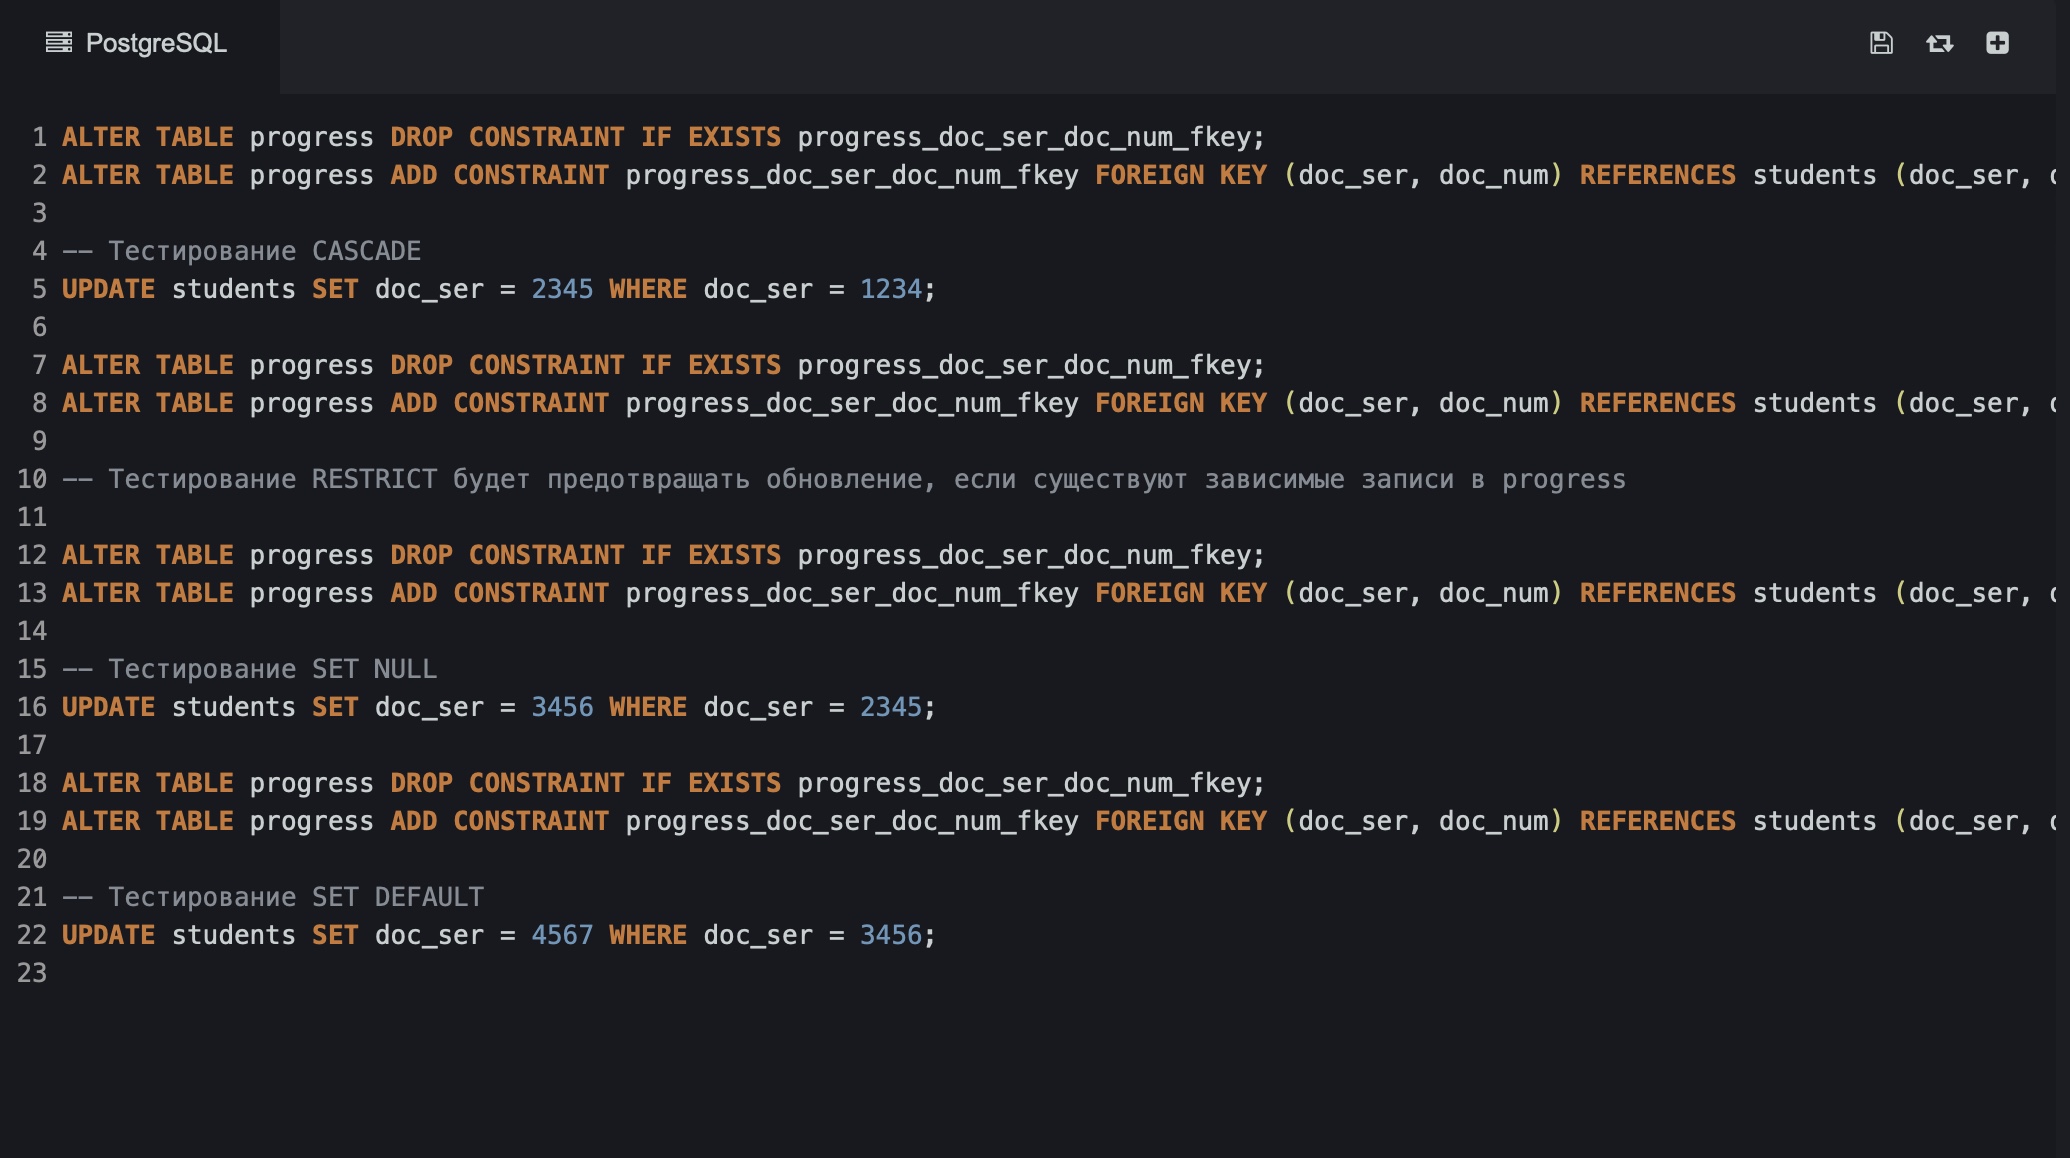 PostgreSQL
1 ALTER TABLE progress DROP CONSTRAINT IF EXISTS progress_doc_ser_doc_num_fkey;
2 ALTER TABLE progress ADD CONSTRAINT progress_doc_ser_doc_num_fkey FOREIGN KEY (doc_ser, doc_num) REFERENCES students (doc_ser,
3
4 -- Тестирование CASCADE
5 UPDATE students SET doc_ser = 2345 WHERE doc_ser = 1234;
6
7 ALTER TABLE progress DROP CONSTRAINT IF EXISTS progress_doc_ser_doc_num_fkey;
8 ALTER TABLE progress ADD CONSTRAINT progress_doc_ser_doc_num_fkey FOREIGN KEY (doc_ser, doc_num) REFERENCES students (doc_ser,
9
10 -- Тестирование RESTRICT будет предотвращать обновление, если существуют зависимые записи в progress
11
12 ALTER TABLE progress DROP CONSTRAINT IF EXISTS progress_doc_ser_doc_num_fkey;
13 ALTER TABLE progress ADD CONSTRAINT progress_doc_ser_doc_num_fkey FOREIGN KEY (doc_ser, doc_num) REFERENCES students (doc_ser,
14
15 -- Тестирование SET NULL
16 UPDATE students SET doc_ser = 3456 WHERE doc_ser = 2345;
17
18 ALTER TABLE progress DROP CONSTRAINT IF EXISTS progress_doc_ser_doc_num_fkey;
19 ALTER TABLE progress ADD CONSTRAINT progress_doc_ser_doc_num_fkey FOREIGN KEY (doc_ser, doc_num) REFERENCES students (doc_ser,
20
21 -- Тестирование SET DEFAULT
22 UPDATE students SET doc_ser = 4567 WHERE doc_ser = 3456;
23